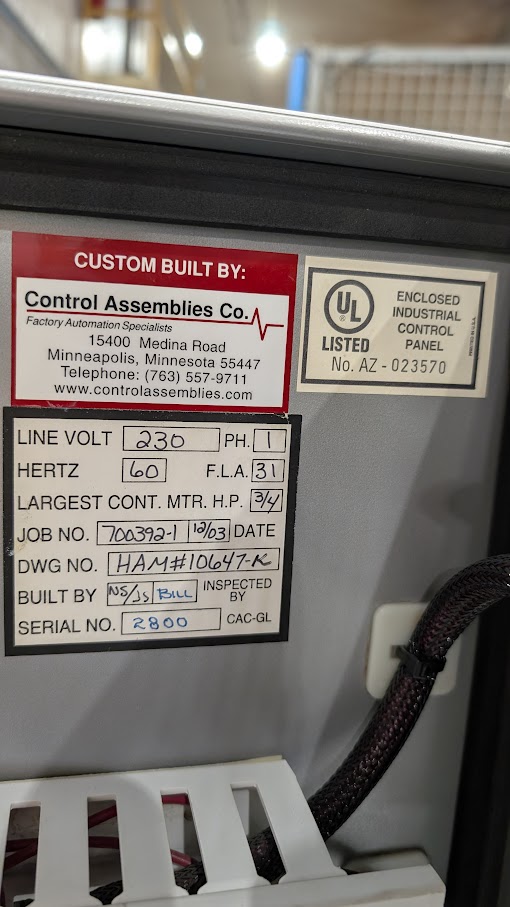 CUSTOM BUILT BY:
Control Assemblies Co.
Factory Automation Specialists
15400 Medina Road
Minneapolis, Minnesota 55447
Telephone: (763) 557-9711
www.controlassemblies.com
UL
LISTED
ENCLOSED
INDUSTRIAL
CONTROL
PANEL
No. AZ - 023570
PRINTED IN U.S.A.
LINE VOLT 230 PH. 1
HERTZ 60 F.L.A. 31
LARGEST CONT. MTR. H.P. 3/4
JOB NO. 700392-1 12/03 DATE
DWG NO. HAM#10647-K
BUILT BY NS/JS BILL INSPECTED BY
SERIAL NO. 2800 CAC-GL